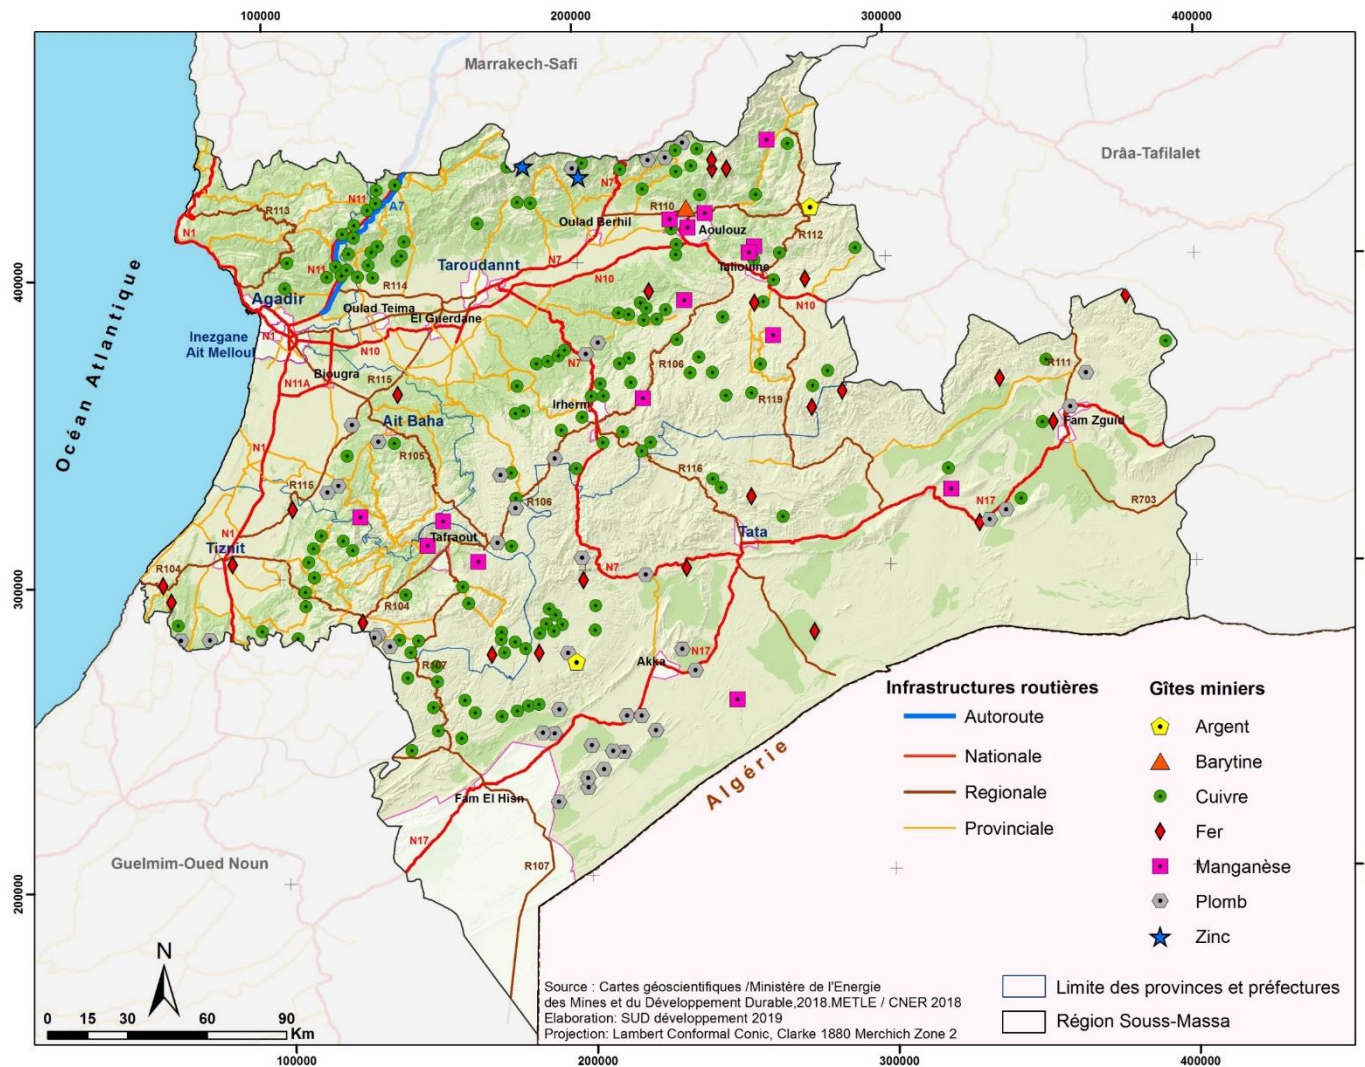 100000
200000
300000
400000
Marrakech-Safi
Drâa-Tafilalet
N11
A7
N7
R110
R113
N1
Oulad Berhil
Aoulouz
R112
Océan Atlantique
400000
N11
Taroudannt
N7
Taliouine
400000
R114
N10
Agadir
Oulad Teima
El Guerdane
N10
Inezgane
Ait Melloul
N1
N10
N7
R106
R111
Biougra
R115
N11A
R119
Irherm
Ait Baha
Fam Zguid
N1
R105
R116
R115
R106
N17
R703
N1
Tafraout
Tata
Tiznit
R104
N7
300000
R104
300000
N17
Akka
R107
Algérie
Fam El Hisn
N17
R107
Guelmim-Oued Noun
200000
200000
Infrastructures routières
Autoroute
Nationale
Regionale
Provinciale
Gîtes miniers
Argent
Barytine
Cuivre
Fer
Manganèse
Plomb
Zinc
Limite des provinces et préfectures
Région Souss-Massa
N
0 15 30 60 90
Km
Source : Cartes géoscientifiques /Ministère de l'Energie
des Mines et du Développement Durable,2018.METLE / CNER 2018
Elaboration: SUD développement 2019
Projection: Lambert Conformal Conic, Clarke 1880 Merchich Zone 2
100000
200000
300000
400000